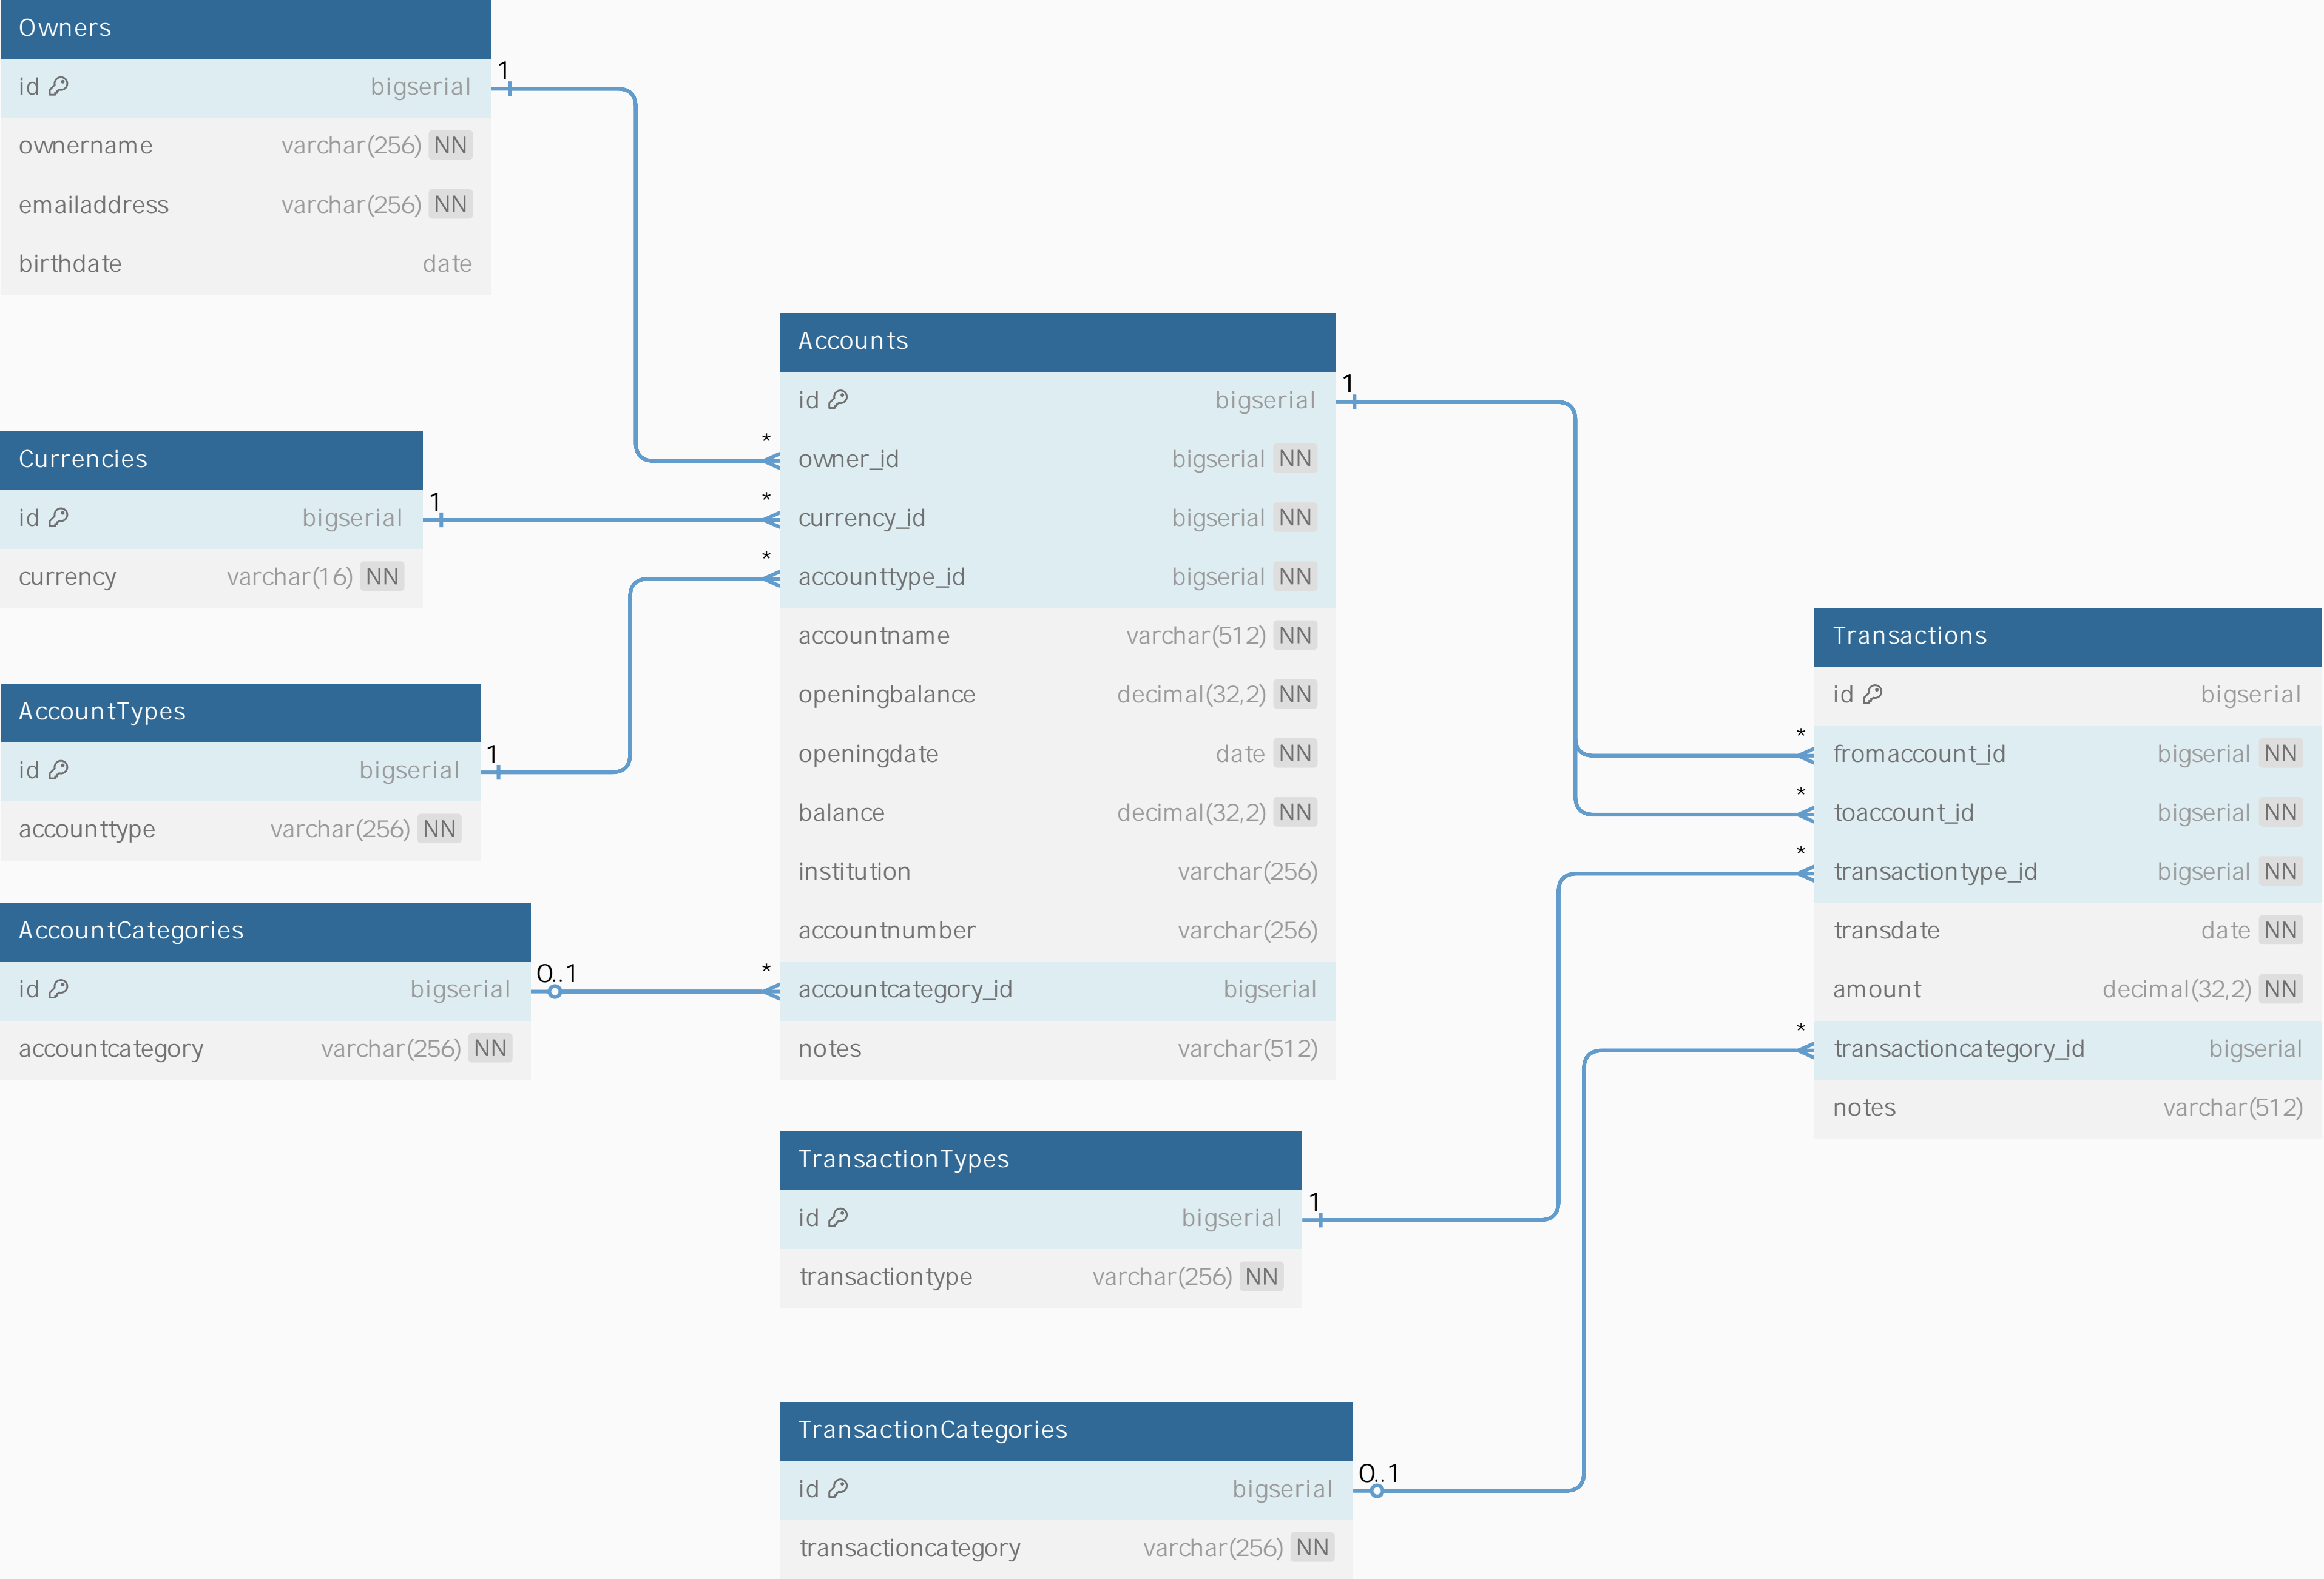 Owners
id bigserial
ownername varchar(256) NN
emailaddress varchar(256) NN
birthdate date
1
*
Currencies
id bigserial
currency varchar(16) NN
1
*
AccountTypes
id bigserial
accounttype varchar(256) NN
1
*
AccountCategories
id bigserial
accountcategory varchar(256) NN
0..1
*
Accounts
id bigserial
owner_id bigserial NN
currency_id bigserial NN
accounttype_id bigserial NN
accountname varchar(512) NN
openingbalance decimal(32,2) NN
openingdate date NN
balance decimal(32,2) NN
institution varchar(256)
accountnumber varchar(256)
accountcategory_id bigserial
notes varchar(512)
1
*
*
TransactionTypes
id bigserial
transactiontype varchar(256) NN
1
*
TransactionCategories
id bigserial
transactioncategory varchar(256) NN
0..1
*
Transactions
id bigserial
fromaccount_id bigserial NN
toaccount_id bigserial NN
transactiontype_id bigserial NN
transdate date NN
amount decimal(32,2) NN
transactioncategory_id bigserial
notes varchar(512)